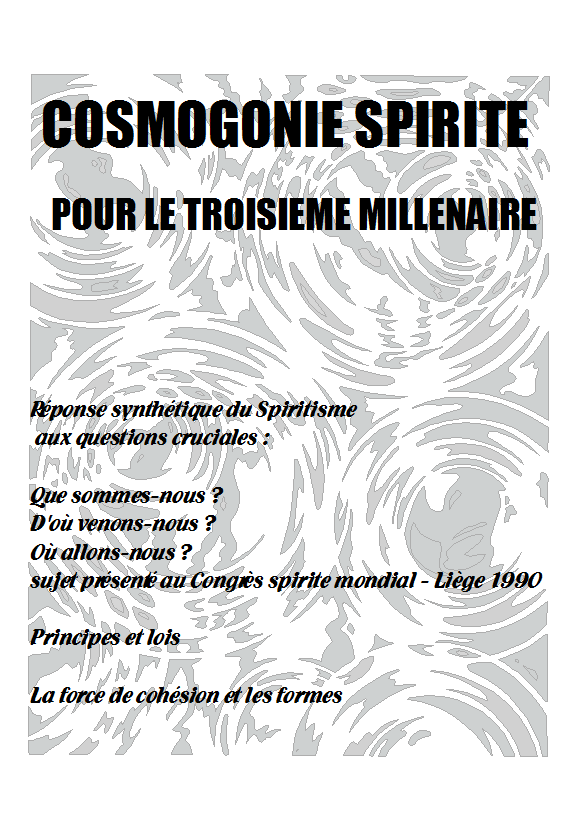 COSMOGONIE SPIRITE
POUR LE TROISIEME MILLENAIRE
Réponse synthétique du Spiritisme
aux questions cruciales :
Que sommes-nous ?
D'où venons-nous ?
Où allons-nous ?
sujet présenté au Congrès spirite mondial - Liège 1990
Principes et lois
La force de cohésion et les formes